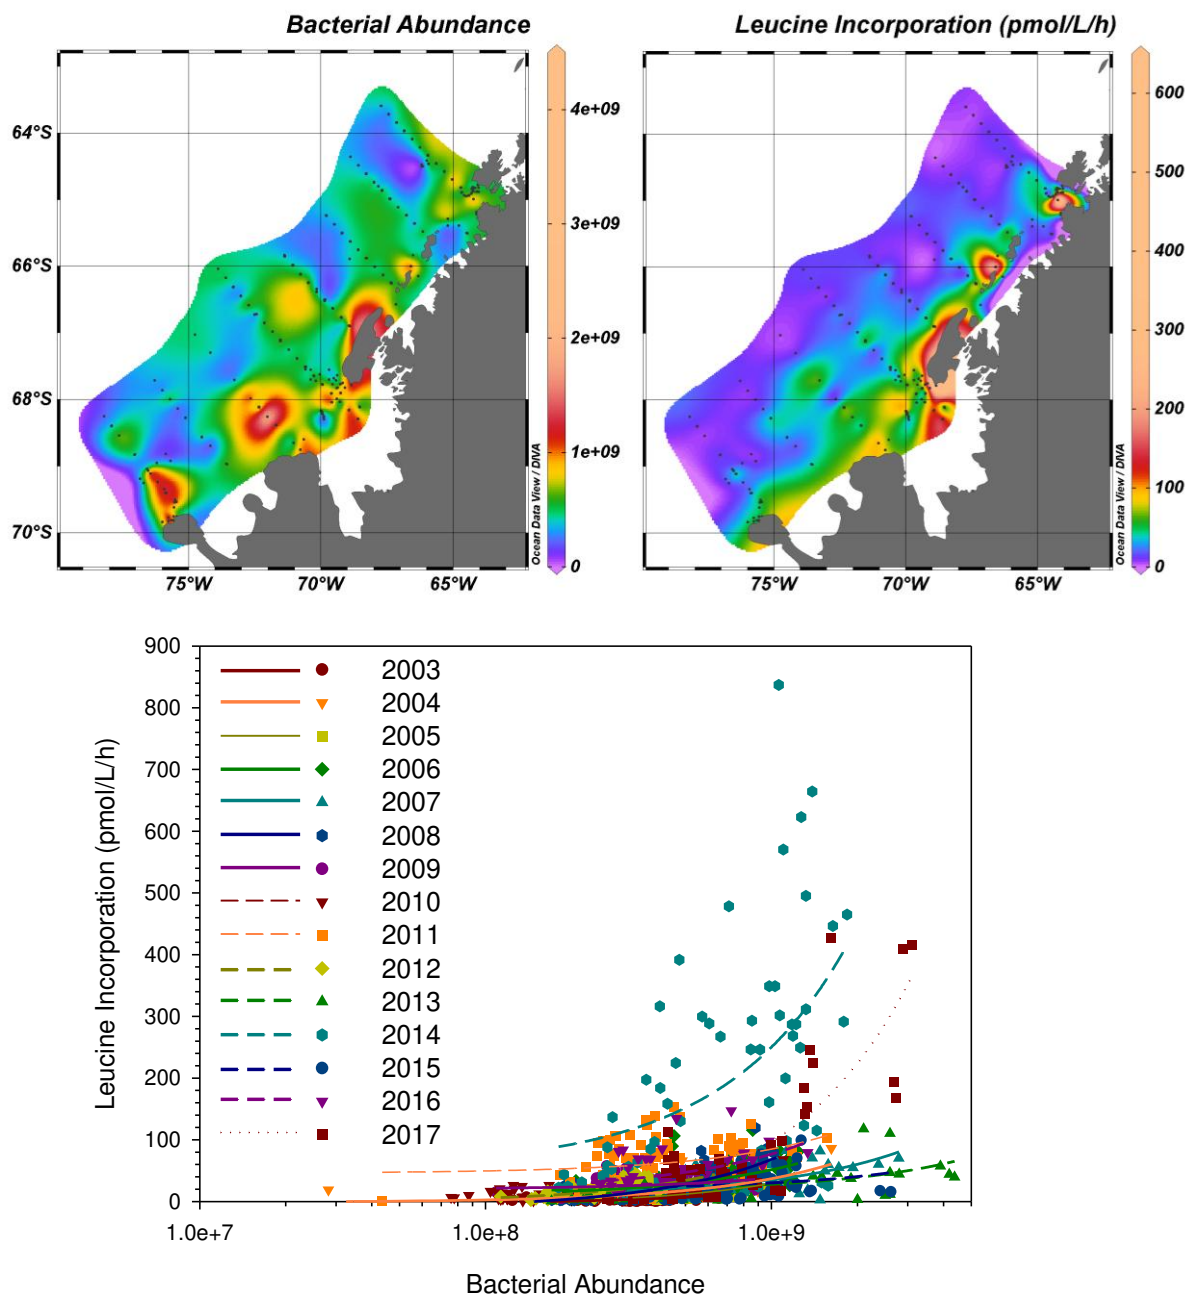 Bacterial Abundance
Leucine Incorporation (pmol/L/h)
64°S
66°S
68°S
70°S
75°W
70°W
65°W
4e+09
3e+09
2e+09
1e+09
0
Ocean Data View / DIVA
75°W
70°W
65°W
600
500
400
300
200
100
0
Ocean Data View / DIVA
Leucine Incorporation (pmol/L/h)
900
800
700
600
500
400
300
200
100
0
2003
2004
2005
2006
2007
2008
2009
2010
2011
2012
2013
2014
2015
2016
2017
1.0e+7
1.0e+8
1.0e+9
Bacterial Abundance